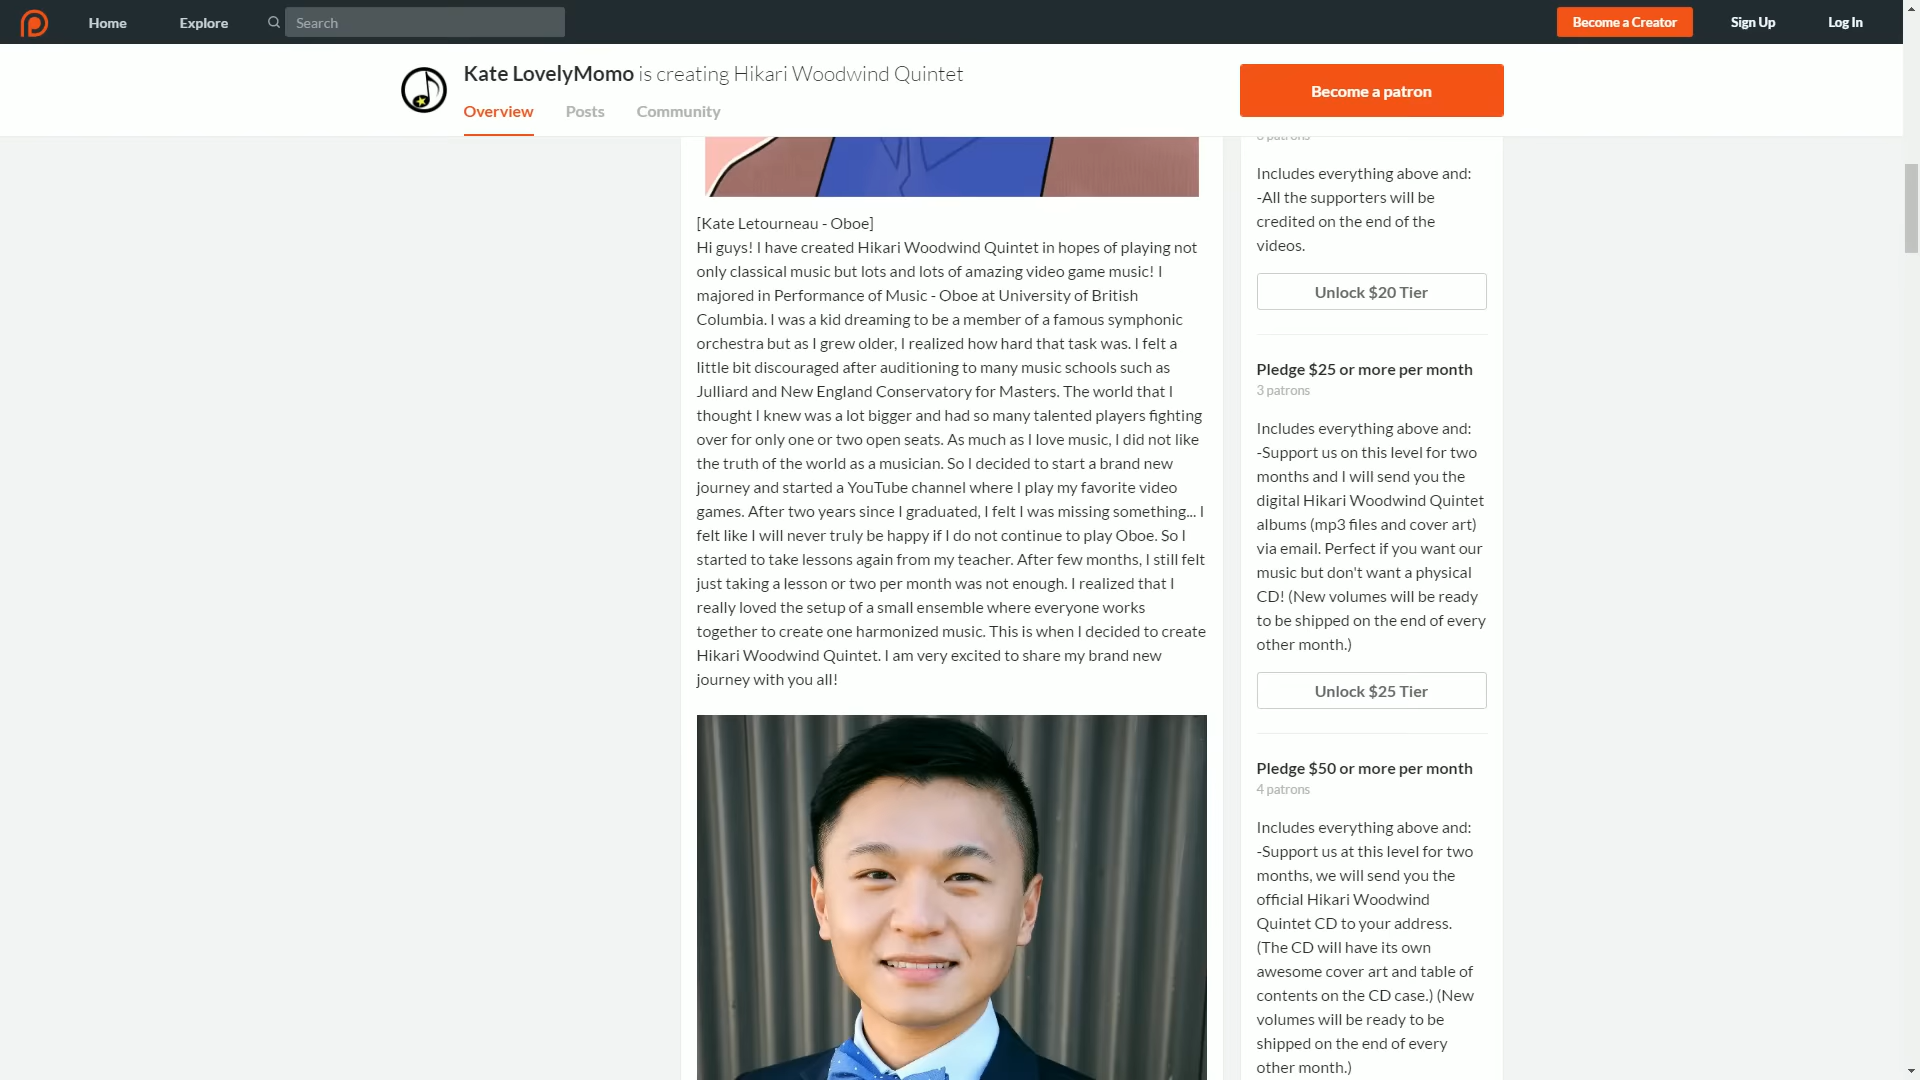 Home
Explore
Search
Become a Creator
Sign Up
Log In
Kate LovelyMomo is creating Hikari Woodwind Quintet
Overview
Posts
Community
Become a patron
[Kate Letourneau - Oboe]
Hi guys! I have created Hikari Woodwind Quintet in hopes of playing not
only classical music but lots and lots of amazing video game music! I
majored in Performance of Music - Oboe at University of British
Columbia. I was a kid dreaming to be a member of a famous symphonic
orchestra but as I grew older, I realized how hard that task was. I felt a
little bit discouraged after auditioning to many music schools such as
Julliard and New England Conservatory for Masters. The world that I
thought I knew was a lot bigger and had so many talented players fighting
over for only one or two open seats. As much as I love music, I did not like
the truth of the world as a musician. So I decided to start a brand new
journey and started a YouTube channel where I play my favorite video
games. After two years since I graduated, I felt I was missing something... I
felt like I will never truly be happy if I do not continue to play Oboe. So I
started to take lessons again from my teacher. After few months, I still felt
just taking a lesson or two per month was not enough. I realized that I
really loved the setup of a small ensemble where everyone works
together to create one harmonized music. This is when I decided to create
Hikari Woodwind Quintet. I am very excited to share my brand new
journey with you all!
patrons
Includes everything above and:
-All the supporters will be
credited on the end of the
videos.
Unlock $20 Tier
Pledge $25 or more per month
3 patrons
Includes everything above and:
-Support us on this level for two
months and I will send you the
digital Hikari Woodwind Quintet
albums (mp3 files and cover art)
via email. Perfect if you want our
music but don't want a physical
CD! (New volumes will be ready
to be shipped on the end of every
other month.)
Unlock $25 Tier
Pledge $50 or more per month
4 patrons
Includes everything above and:
-Support us at this level for two
months, we will send you the
official Hikari Woodwind
Quintet CD to your address.
(The CD will have its own
awesome cover art and table of
contents on the CD case.) (New
volumes will be ready to be
shipped on the end of every
other month.)